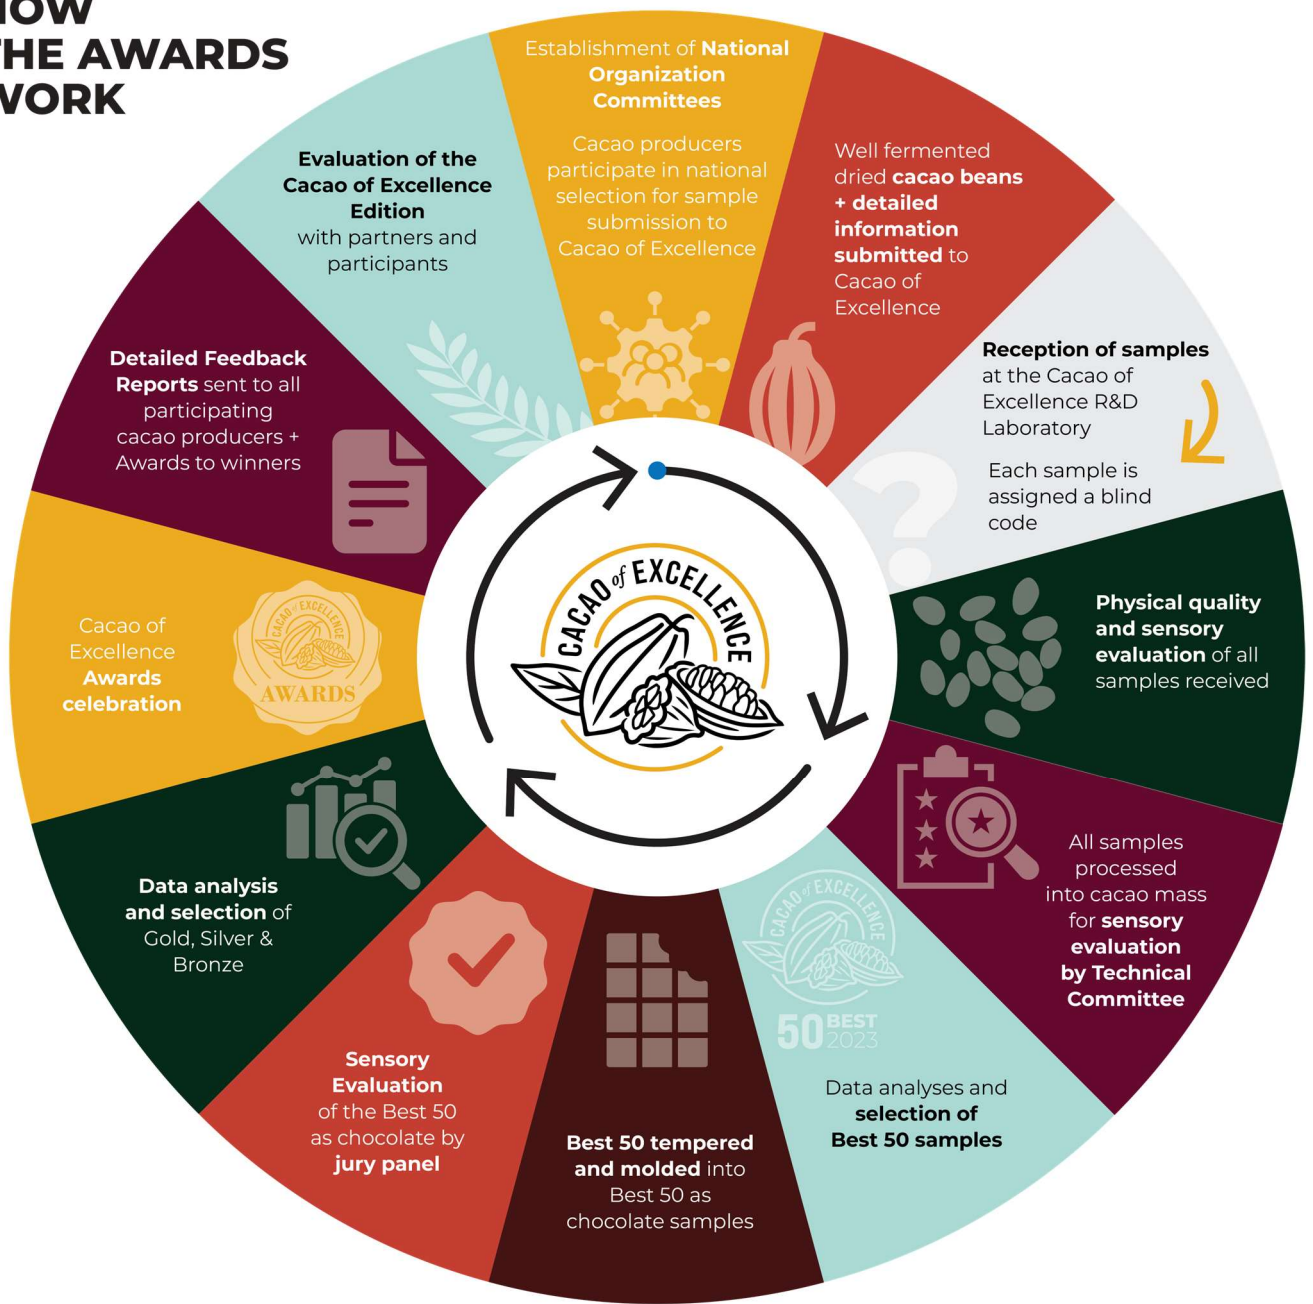 HOW
THE AWARDS
WORK
Establishment of National
Organization
Committees
Cacao producers
participate in national
selection for sample
submission to
Cacao of Excellence
Well fermented
dried cacao beans
+ detailed
information
submitted to
Cacao of
Excellence
Reception of samples
at the Cacao of
Excellence R&D
Laboratory
Each sample is
assigned a blind
code
?
Physical quality
and sensory
evaluation of all
samples received
All samples
processed
into cacao mass
for sensory
evaluation
by Technical
Committee
CACAO of EXCELLENCE
50 BEST
2023
Data analyses and
selection of
Best 50 samples
Best 50 tempered
and molded into
Best 50 as
chocolate samples
Sensory
Evaluation
of the Best 50
as chocolate by
jury panel
Data analysis
and selection of
Gold, Silver &
Bronze
Cacao of
Excellence
Awards
celebration
CACAO of EXCELLENCE
AWARDS
Detailed Feedback
Reports sent to all
participating
cacao producers +
Awards to winners
Evaluation of the
Cacao of Excellence
Edition
with partners and
participants
CACAO of EXCELLENCE